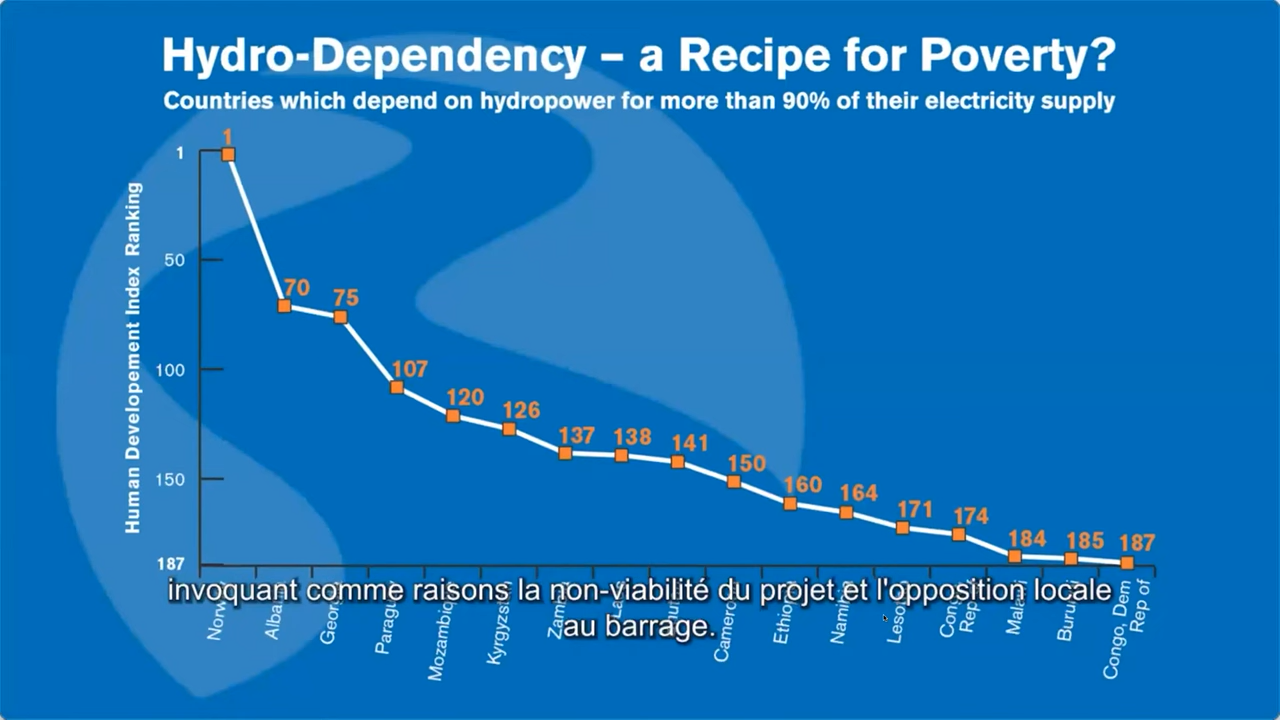 Hydro-Dependency – a Recipe for Poverty?
Countries which depend on hydropower for more than 90% of their electricity supply
Human Developement Index Ranking
1
50
100
150
187
1
70
75
107
120
126
137
138
141
150
160
164
171
174
184
185
187
invoquant comme raisons la non-viabilité du projet et l'opposition locale
au barrage.
Kyrgyzstan
Cameroon
Congo, Dem
Rep of